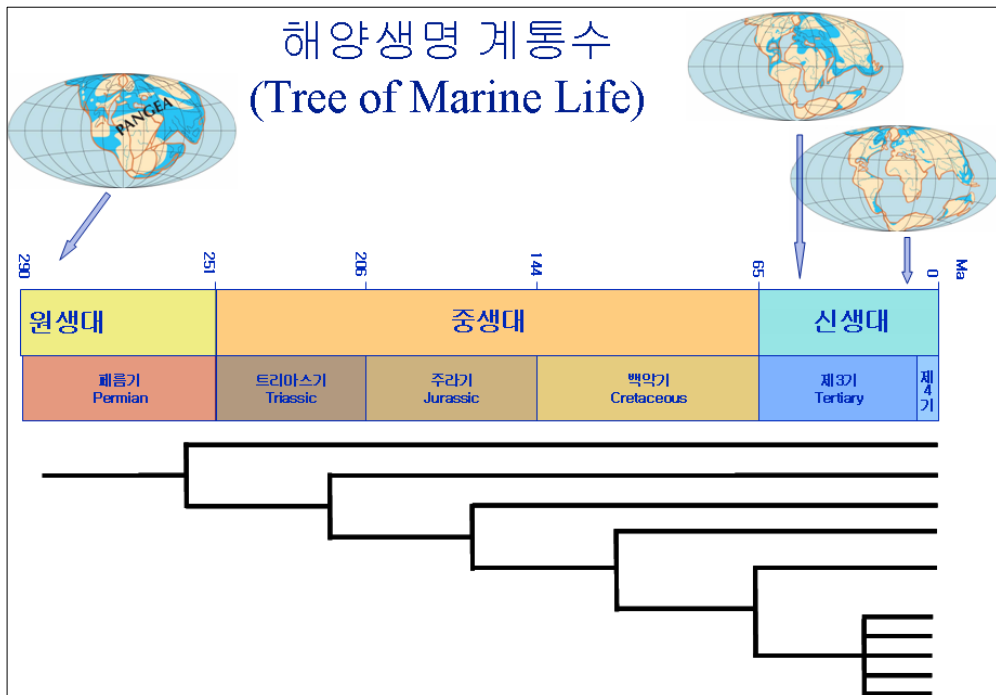 해양생명 계통수
(Tree of Marine Life)
PANGEA
290
251
206
144
65
0
Ma
원생대
중생대
신생대
페름기
Permian
트리아스기
Triassic
주라기
Jurassic
백악기
Cretaceous
제3기
Tertiary
제
4
기